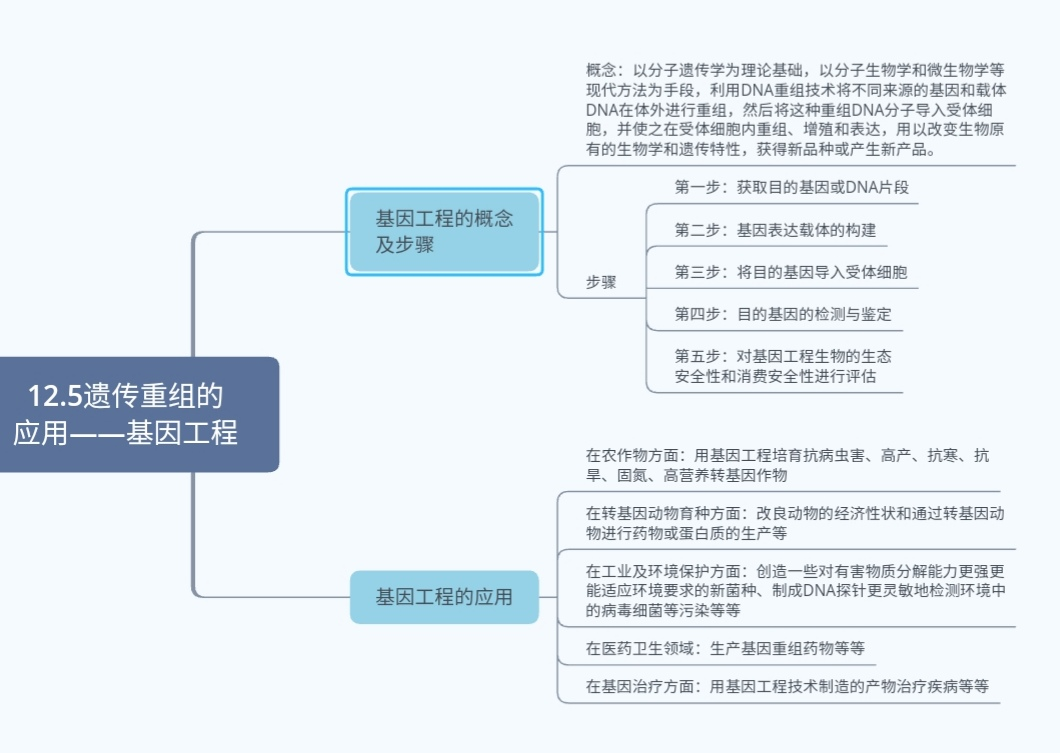 12.5遗传重组的
应用——基因工程
基因工程的概念
及步骤
概念：以分子遗传学为理论基础，以分子生物学和微生物学等
现代方法为手段，利用DNA重组技术将不同来源的基因和载体
DNA在体外进行重组，然后将这种重组DNA分子导入受体细
胞，并使之在受体细胞内重组、增殖和表达，用以改变生物原
有的生物学和遗传特性，获得新品种或产生新产品。
步骤
第一步：获取目的基因或DNA片段
第二步：基因表达载体的构建
第三步：将目的基因导入受体细胞
第四步：目的基因的检测与鉴定
第五步：对基因工程生物的生态
安全性和消费安全性进行评估
基因工程的应用
在农作物方面：用基因工程培育抗病虫害、高产、抗寒、抗
旱、固氮、高营养转基因作物
在转基因动物育种方面：改良动物的经济性状和通过转基因动
物进行药物或蛋白质的生产等
在工业及环境保护方面：创造一些对有害物质分解能力更强更
能适应环境要求的新菌种、制成DNA探针更灵敏地检测环境中
的病毒细菌等污染等等
在医药卫生领域：生产基因重组药物等等
在基因治疗方面：用基因工程技术制造的产物治疗疾病等等